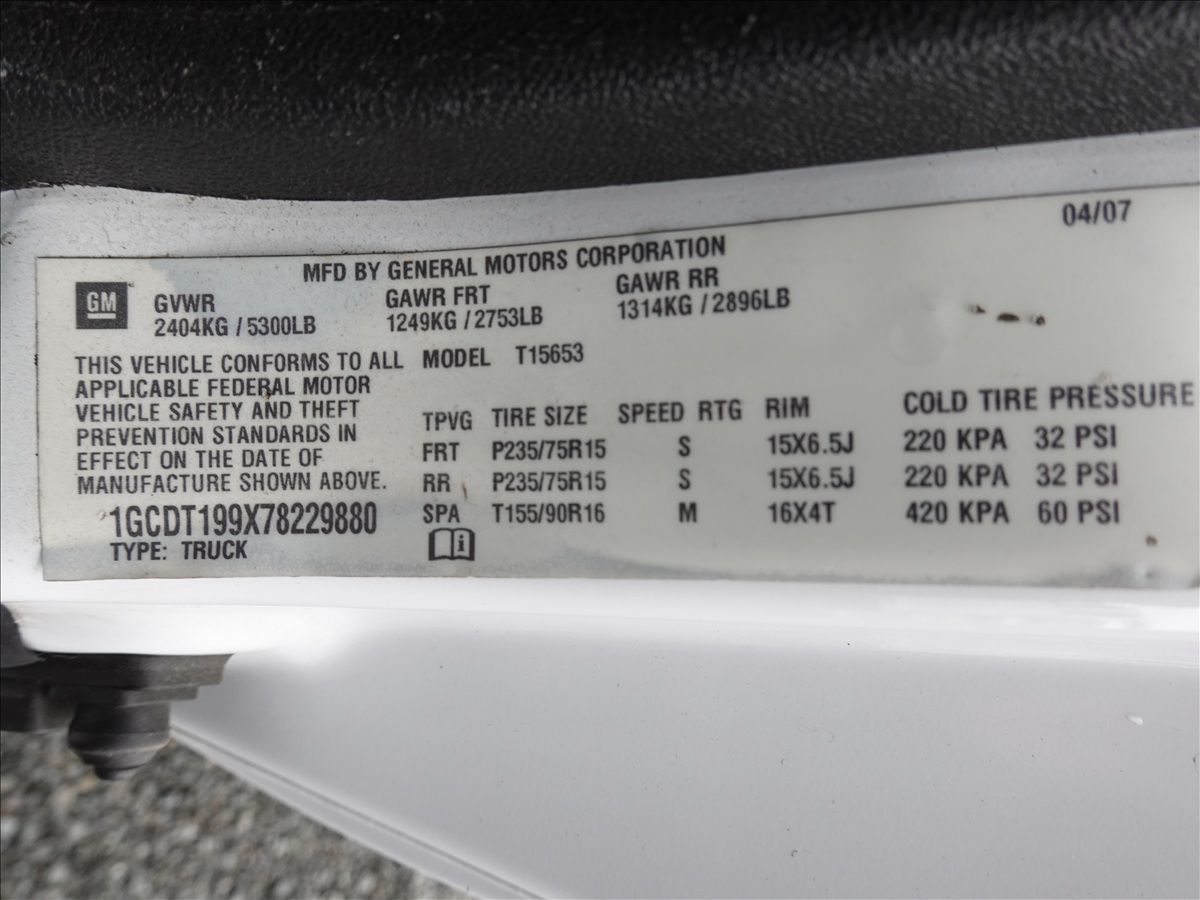 04/07
MFD BY GENERAL MOTORS CORPORATION
GM
GVWR GAWR FRT GAWR RR
2404KG / 5300LB 1249KG / 2753LB 1314KG / 2896LB
THIS VEHICLE CONFORMS TO ALL
APPLICABLE FEDERAL MOTOR
VEHICLE SAFETY AND THEFT
PREVENTION STANDARDS IN
EFFECT ON THE DATE OF
MANUFACTURE SHOWN ABOVE.
1GCDT199X78229880
TYPE: TRUCK
MODEL T15653
TPVG TIRE SIZE SPEED RTG RIM COLD TIRE PRESSURE
FRT P235/75R15 S 15X6.5J 220 KPA 32 PSI
RR P235/75R15 S 15X6.5J 220 KPA 32 PSI
SPA T155/90R16 M 16X4T 420 KPA 60 PSI